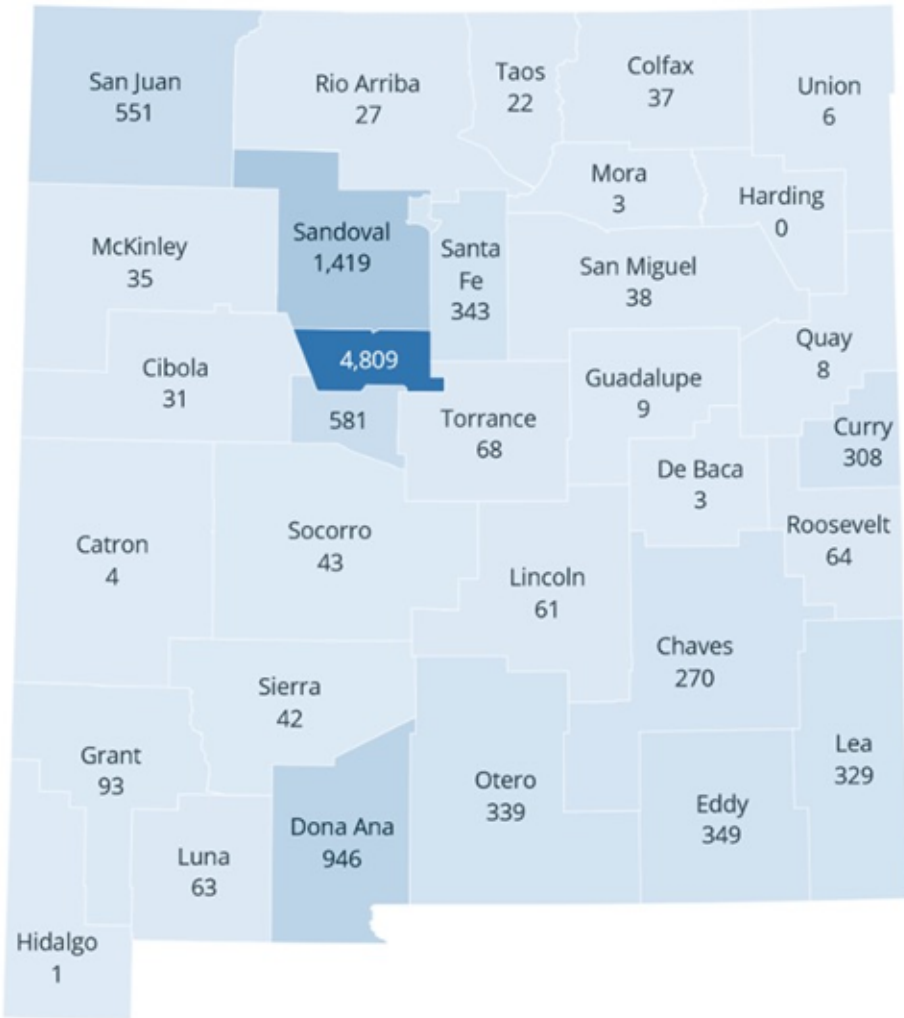 San Juan
551
Rio Arriba
27
Taos
22
Colfax
37
Union
6
Mora
3
Harding
0
McKinley
35
Sandoval
1,419
Santa
Fe
343
San Miguel
38
Quay
8
Cibola
31
4,809
581
Torrance
68
Guadalupe
9
Curry
308
De Baca
3
Roosevelt
64
Catron
4
Socorro
43
Lincoln
61
Chaves
270
Sierra
42
Grant
93
Lea
329
Otero
339
Eddy
349
Dona Ana
946
Luna
63
Hidalgo
1